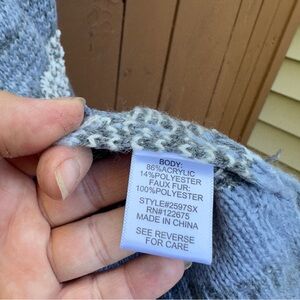 BODY:
86%ACRYLIC
14%POLYESTER
FAUX FUR:
100%POLYESTER
STYLE#2597SX
RN#122675
MADE IN CHINA
SEE REVERSE
FOR CARE